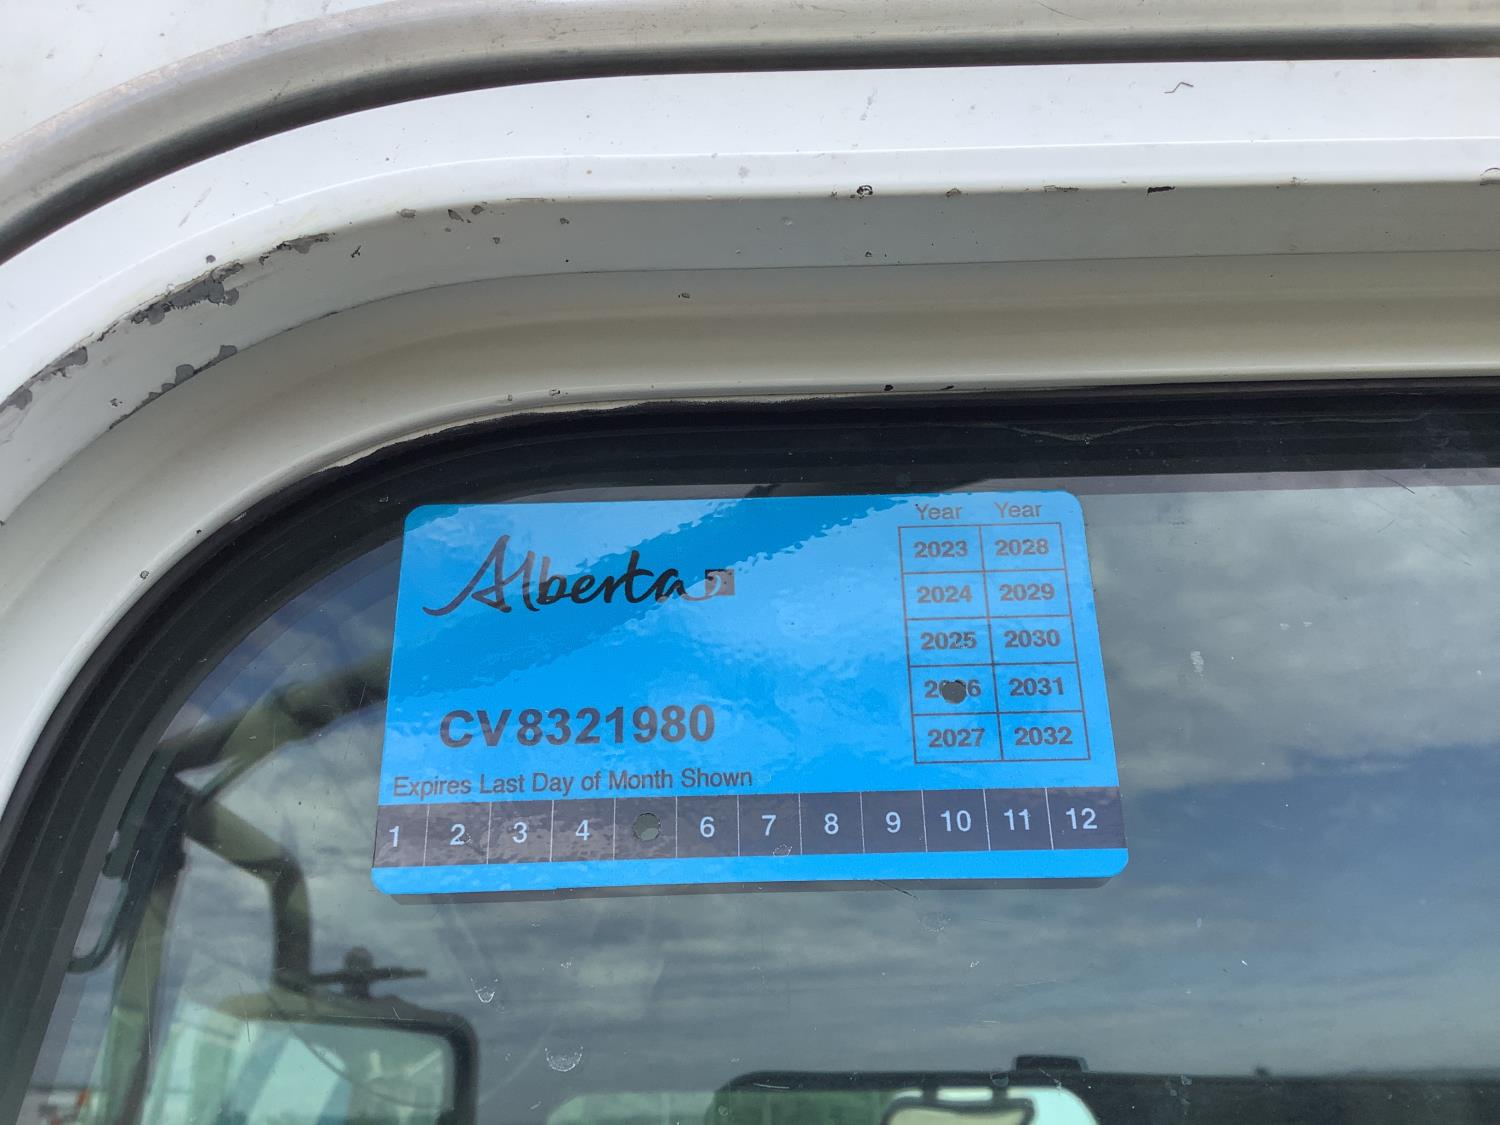 Alberta
Year Year
2023 2028
2024 2029
2025 2030
2031
2027 2032
CV8321980
Expires Last Day of Month Shown
1 2 3 4 6 7 8 9 10 11 12